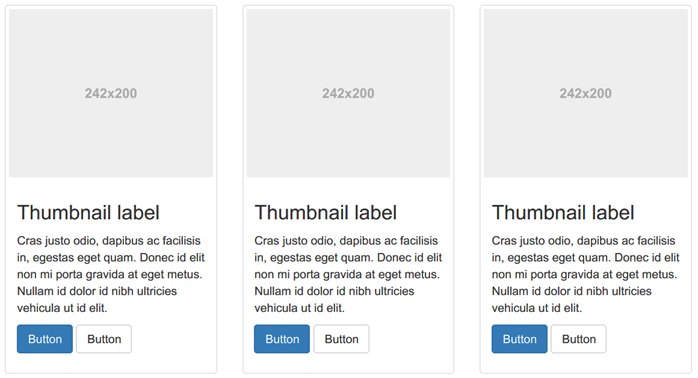 242x200
Thumbnail label
Cras justo odio, dapibus ac facilisis
in, egestas eget quam. Donec id elit
non mi porta gravida at eget metus.
Nullam id dolor id nibh ultricies
vehicula ut id elit.
Button Button
242x200
Thumbnail label
Cras justo odio, dapibus ac facilisis
in, egestas eget quam. Donec id elit
non mi porta gravida at eget metus.
Nullam id dolor id nibh ultricies
vehicula ut id elit.
Button Button
242x200
Thumbnail label
Cras justo odio, dapibus ac facilisis
in, egestas eget quam. Donec id elit
non mi porta gravida at eget metus.
Nullam id dolor id nibh ultricies
vehicula ut id elit.
Button Button